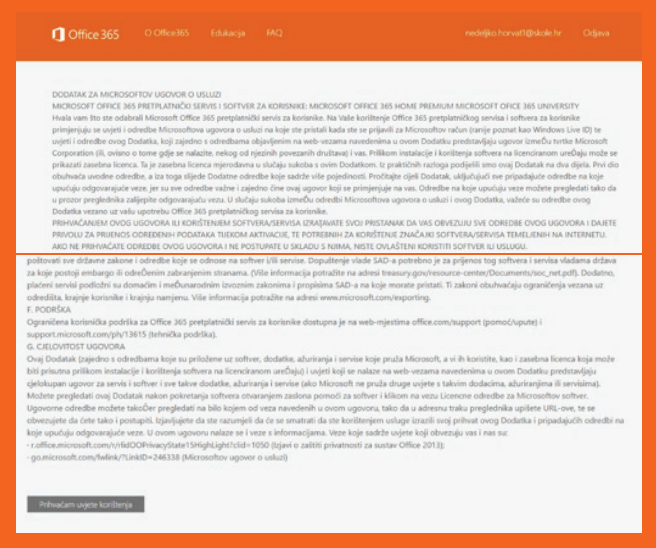 Office 365
O Office365
Edukacija
FAQ
nedeljko.horvat1@skole.hr
Odjava
DODATAK ZA MICROSOFTOV UGOVOR O USLUZI
MICROSOFT OFFICE 365 PRETPLATNIČKI SERVIS I SOFTVER ZA KORISNIKE: MICROSOFT OFFICE 365 HOME PREMIUM MICROSOFT OFICE 365 UNIVERSITY
Hvala vam što ste odabrali Microsoft Office 365 pretplatnički servis za korisnike. Na Vaše korištenje Office 365 pretplatničkog servisa i softvera za korisnike
primjenjuju se uvjeti i odredbe Microsoftova ugovora o usluzi na koje ste pristali kada ste se prijavili za Microsoftov račun (ranije poznat kao Windows Live ID) te
uvjeti i odredbe ovog Dodatka, koji zajedno s odredbama objavljenim na web-vezama navedenima u ovom Dodatku predstavljaju ugovor izmeĐu tvrtke Microsoft
Corporation (ili, ovisno o tome gdje se nalazite, nekog od njezinih povezanih društava) i vas. Prilikom instalacije i korištenja softvera na licenciranom ureĐaju može se
prikazati zasebna licenca. Ta je zasebna licenca mjerodavna u slučaju sukoba s ovim Dodatkom. Iz praktičnih razloga podijelili smo ovaj Dodatak na dva dijela. Prvi dio
obuhvaća uvodne odredbe, a iza toga slijede Dodatne odredbe koje sadrže više pojedinosti. Pročitajte cijeli Dodatak, uključujući sve pripadajuće odredbe na koje
upućuju odgovarajuće veze, jer su sve odredbe važne i zajedno čine ovaj ugovor koji se primjenjuje na vas. Odredbe na koje upućuju veze možete pregledati tako da
u prozor preglednika zalijepite odgovarajuću vezu. U slučaju sukoba izmeĐu odredbi Microsoftova ugovora o usluzi i ovog Dodatka, važeće su odredbe ovog
Dodatka vezano uz vašu upotrebu Office 365 pretplatničkog servisa za korisnike.
PRIHVAĆANJEM OVOG UGOVORA ILI KORIŠTENJEM SOFTVERA/SERVISA IZRAŽAVATE SVOJ PRISTANAK DA VAS OBVEZUJU SVE ODREDBE OVOG UGOVORA I DAJETE
PRIVOLU ZA PRIJENOS ODREĐENIH PODATAKA TIJEKOM AKTIVACIJE, TE POTREBNIH ZA KORIŠTENJE ZNAČAJKI SOFTVERA/SERVISA TEMELJENIH NA INTERNETU.
AKO NE PRIHVAĆATE ODREDBE OVOG UGOVORA I NE POSTUPATE U SKLADU S NJIMA, NISTE OVLAŠTENI KORISTITI SOFTVER ILI USLUGU.
poštovati sve državne zakone i odredbe koje se odnose na softver i/ili servise. Dopuštenje vlade SAD-a potrebno je za prijenos tog softvera i servisa vladama država
za koje postoji embargo ili odreĐenim zabranjenim stranama. (Više informacija potražite na adresi treasury.gov/resource-center/Documents/soc_net.pdf). Dodatno,
plaćeni servisi podložni su domaćim i meĐunarodnim izvoznim zakonima i propisima SAD-a na koje morate pristati. Ti zakoni obuhvaćaju ograničenja vezana uz
odredišta, krajnje korisnike i krajnju namjenu. Više informacija potražite na adresi www.microsoft.com/exporting.
F. PODRŠKA
Ograničena korisnička podrška za Office 365 pretplatnički servis za korisnike dostupna je na web-mjestima office.com/support (pomoć/upute) i
support.microsoft.com/ph/13615 (tehnička podrška).
G. CJELOVITOST UGOVORA
Ovaj Dodatak (zajedno s odredbama koje su priložene uz softver, dodatke, ažuriranja i servise koje pruža Microsoft, a vi ih koristite, kao i zasebna licenca koja može
biti prisutna prilikom instalacije i korištenja softvera na licenciranom ureĐaju) i uvjeti koji se nalaze na web-vezama navedenima u ovom Dodatku predstavljaju
cjelokupan ugovor za servis i softver i sve takve dodatke, ažuriranja i servise (ako Microsoft ne pruža druge uvjete s takvim dodacima, ažuriranjima ili servisima).
Možete pregledati ovaj Dodatak nakon pokretanja softvera otvaranjem zaslona pomoći za softver i klikom na vezu Licencne odredbe za Microsoftov softver.
Ugovorne odredbe možete takoĐer pregledati na bilo kojem od veza navedenih u ovom ugovoru, tako da u adresnu traku preglednika upišete URL-ove, te se
obvezujete da ćete tako i postupiti. Izjavljujete da ste razumjeli da će se smatrati da ste korištenjem usluge izrazili svoj prihvat ovog Dodatka i pripadajućih odredbi na
koje upućuju odgovarajuće veze. U ovom ugovoru nalaze se i veze s informacijama. Veze koje sadrže uvjete koji obvezuju vas i nas su:
· r.office.microsoft.com/r/rlidOOPrivacyState15HighLight?clid=1050 (Izjavi o zaštiti privatnosti za sustav Office 2013);
· go.microsoft.com/fwlink/?LinkID=246338 (Microsoftov ugovor o usluzi)
Prihvaćam uvjete korištenja